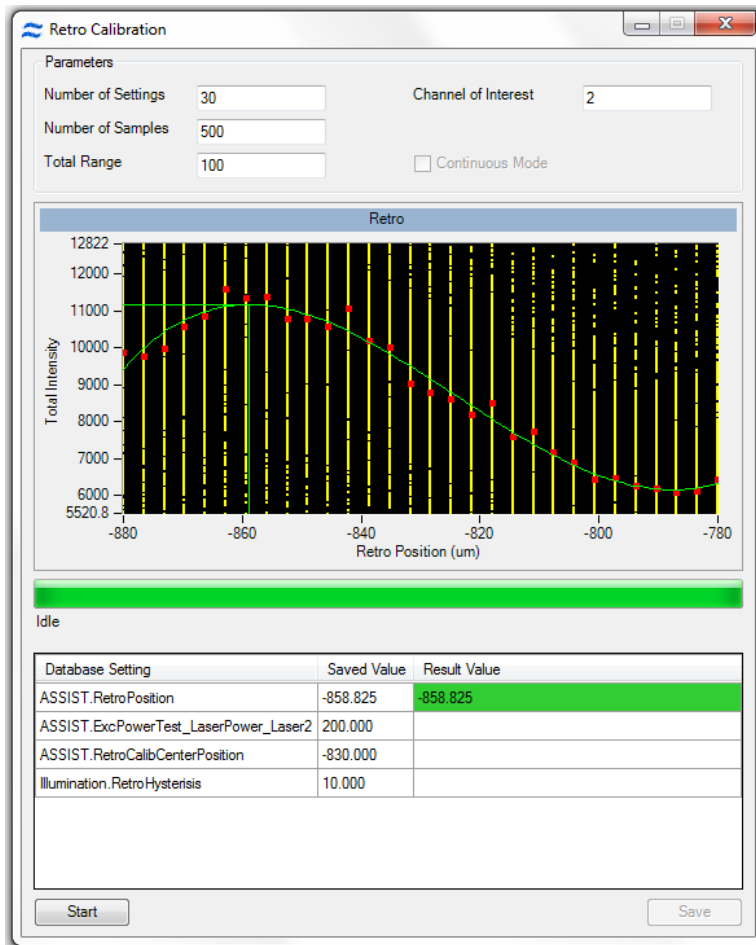 Retro Calibration
Parameters
Number of Settings 30 Channel of Interest 2
Number of Samples 500
Total Range 100 Continuous Mode
Retro
12822
12000
11000
10000
9000
8000
7000
6000
5520.8
Total Intensity
-880 -860 -840 -820 -800 -780
Retro Position (um)
Idle
Database Setting Saved Value Result Value
ASSIST.RetroPosition -858.825 -858.825
ASSIST.ExcPowerTest_LaserPower_Laser2 200.000
ASSIST.RetroCalibCenterPosition -830.000
Illumination.RetroHysterisis 10.000
Start Save